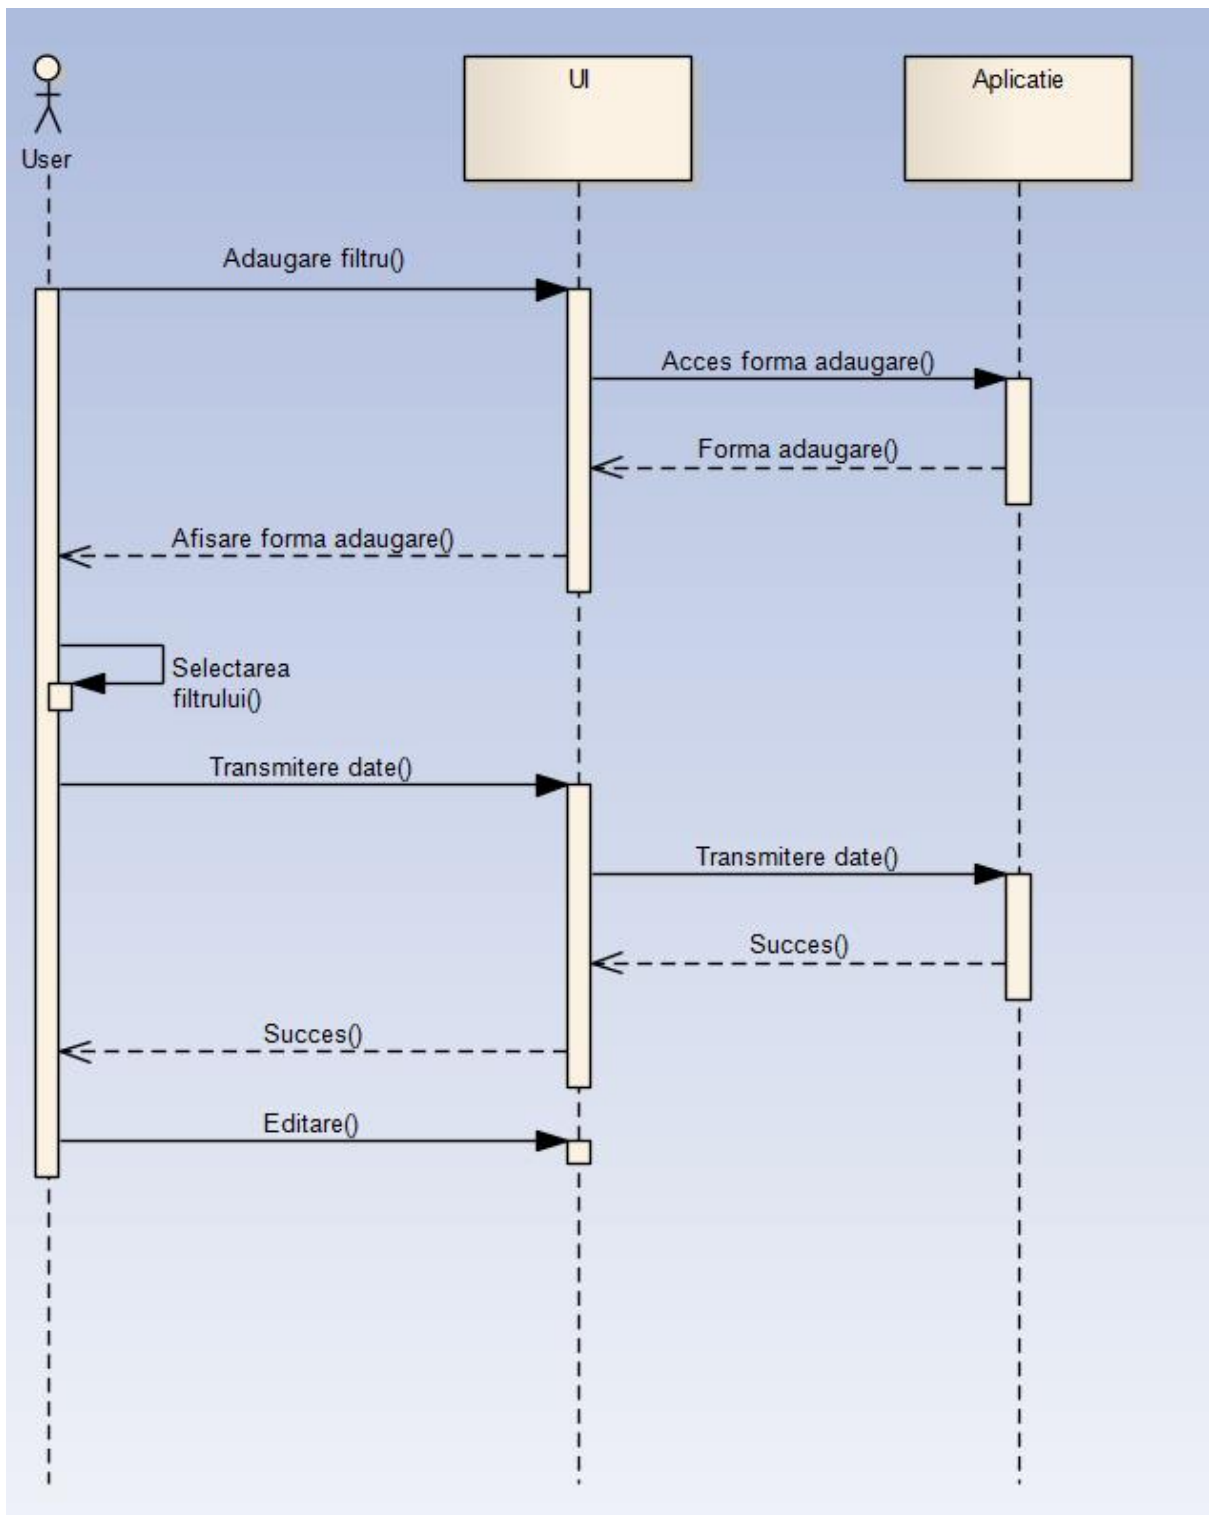 UI
Aplicatie
User
Adaugare filtru()
Acces forma adaugare()
Forma adaugare()
Afisare forma adaugare()
Selectarea
filtrului()
Transmitere date()
Transmitere date()
Succes()
Succes()
Editare()